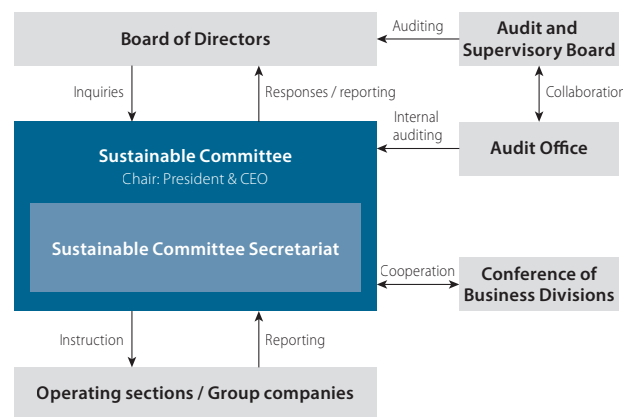 Board of Directors
Auditing
Audit and
Supervisory Board
Inquiries
Responses / reporting
Collaboration
Internal
auditing
Audit Office
Sustainable Committee
Chair: President & CEO
Sustainable Committee Secretariat
Cooperation
Conference of
Business Divisions
Instruction
Reporting
Operating sections / Group companies